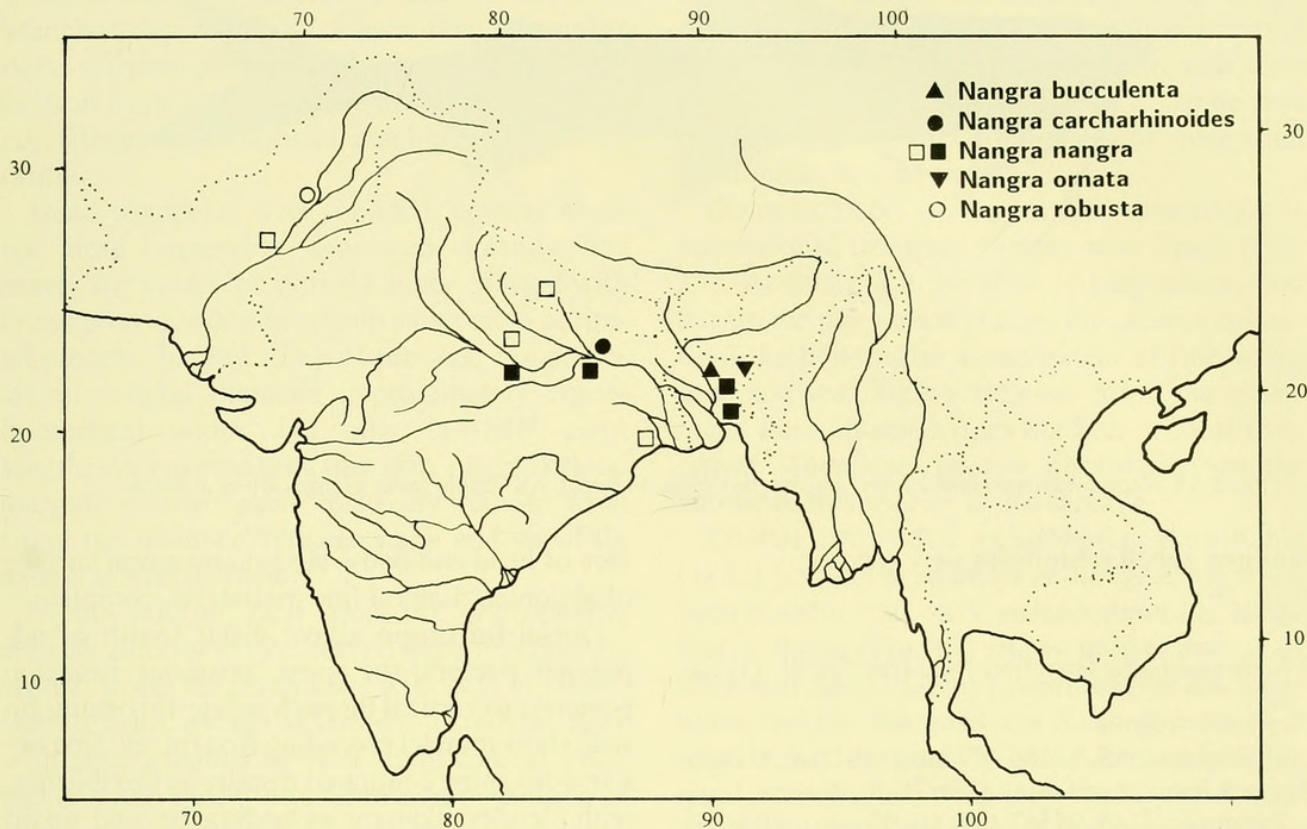 70 80 90 100
▲ Nangra bucculenta
● Nangra carcharhinoides
□ ■ Nangra nangra
▼ Nangra ornata
○ Nangra robusta
30 30
20 20
10 10
70 80 90 100